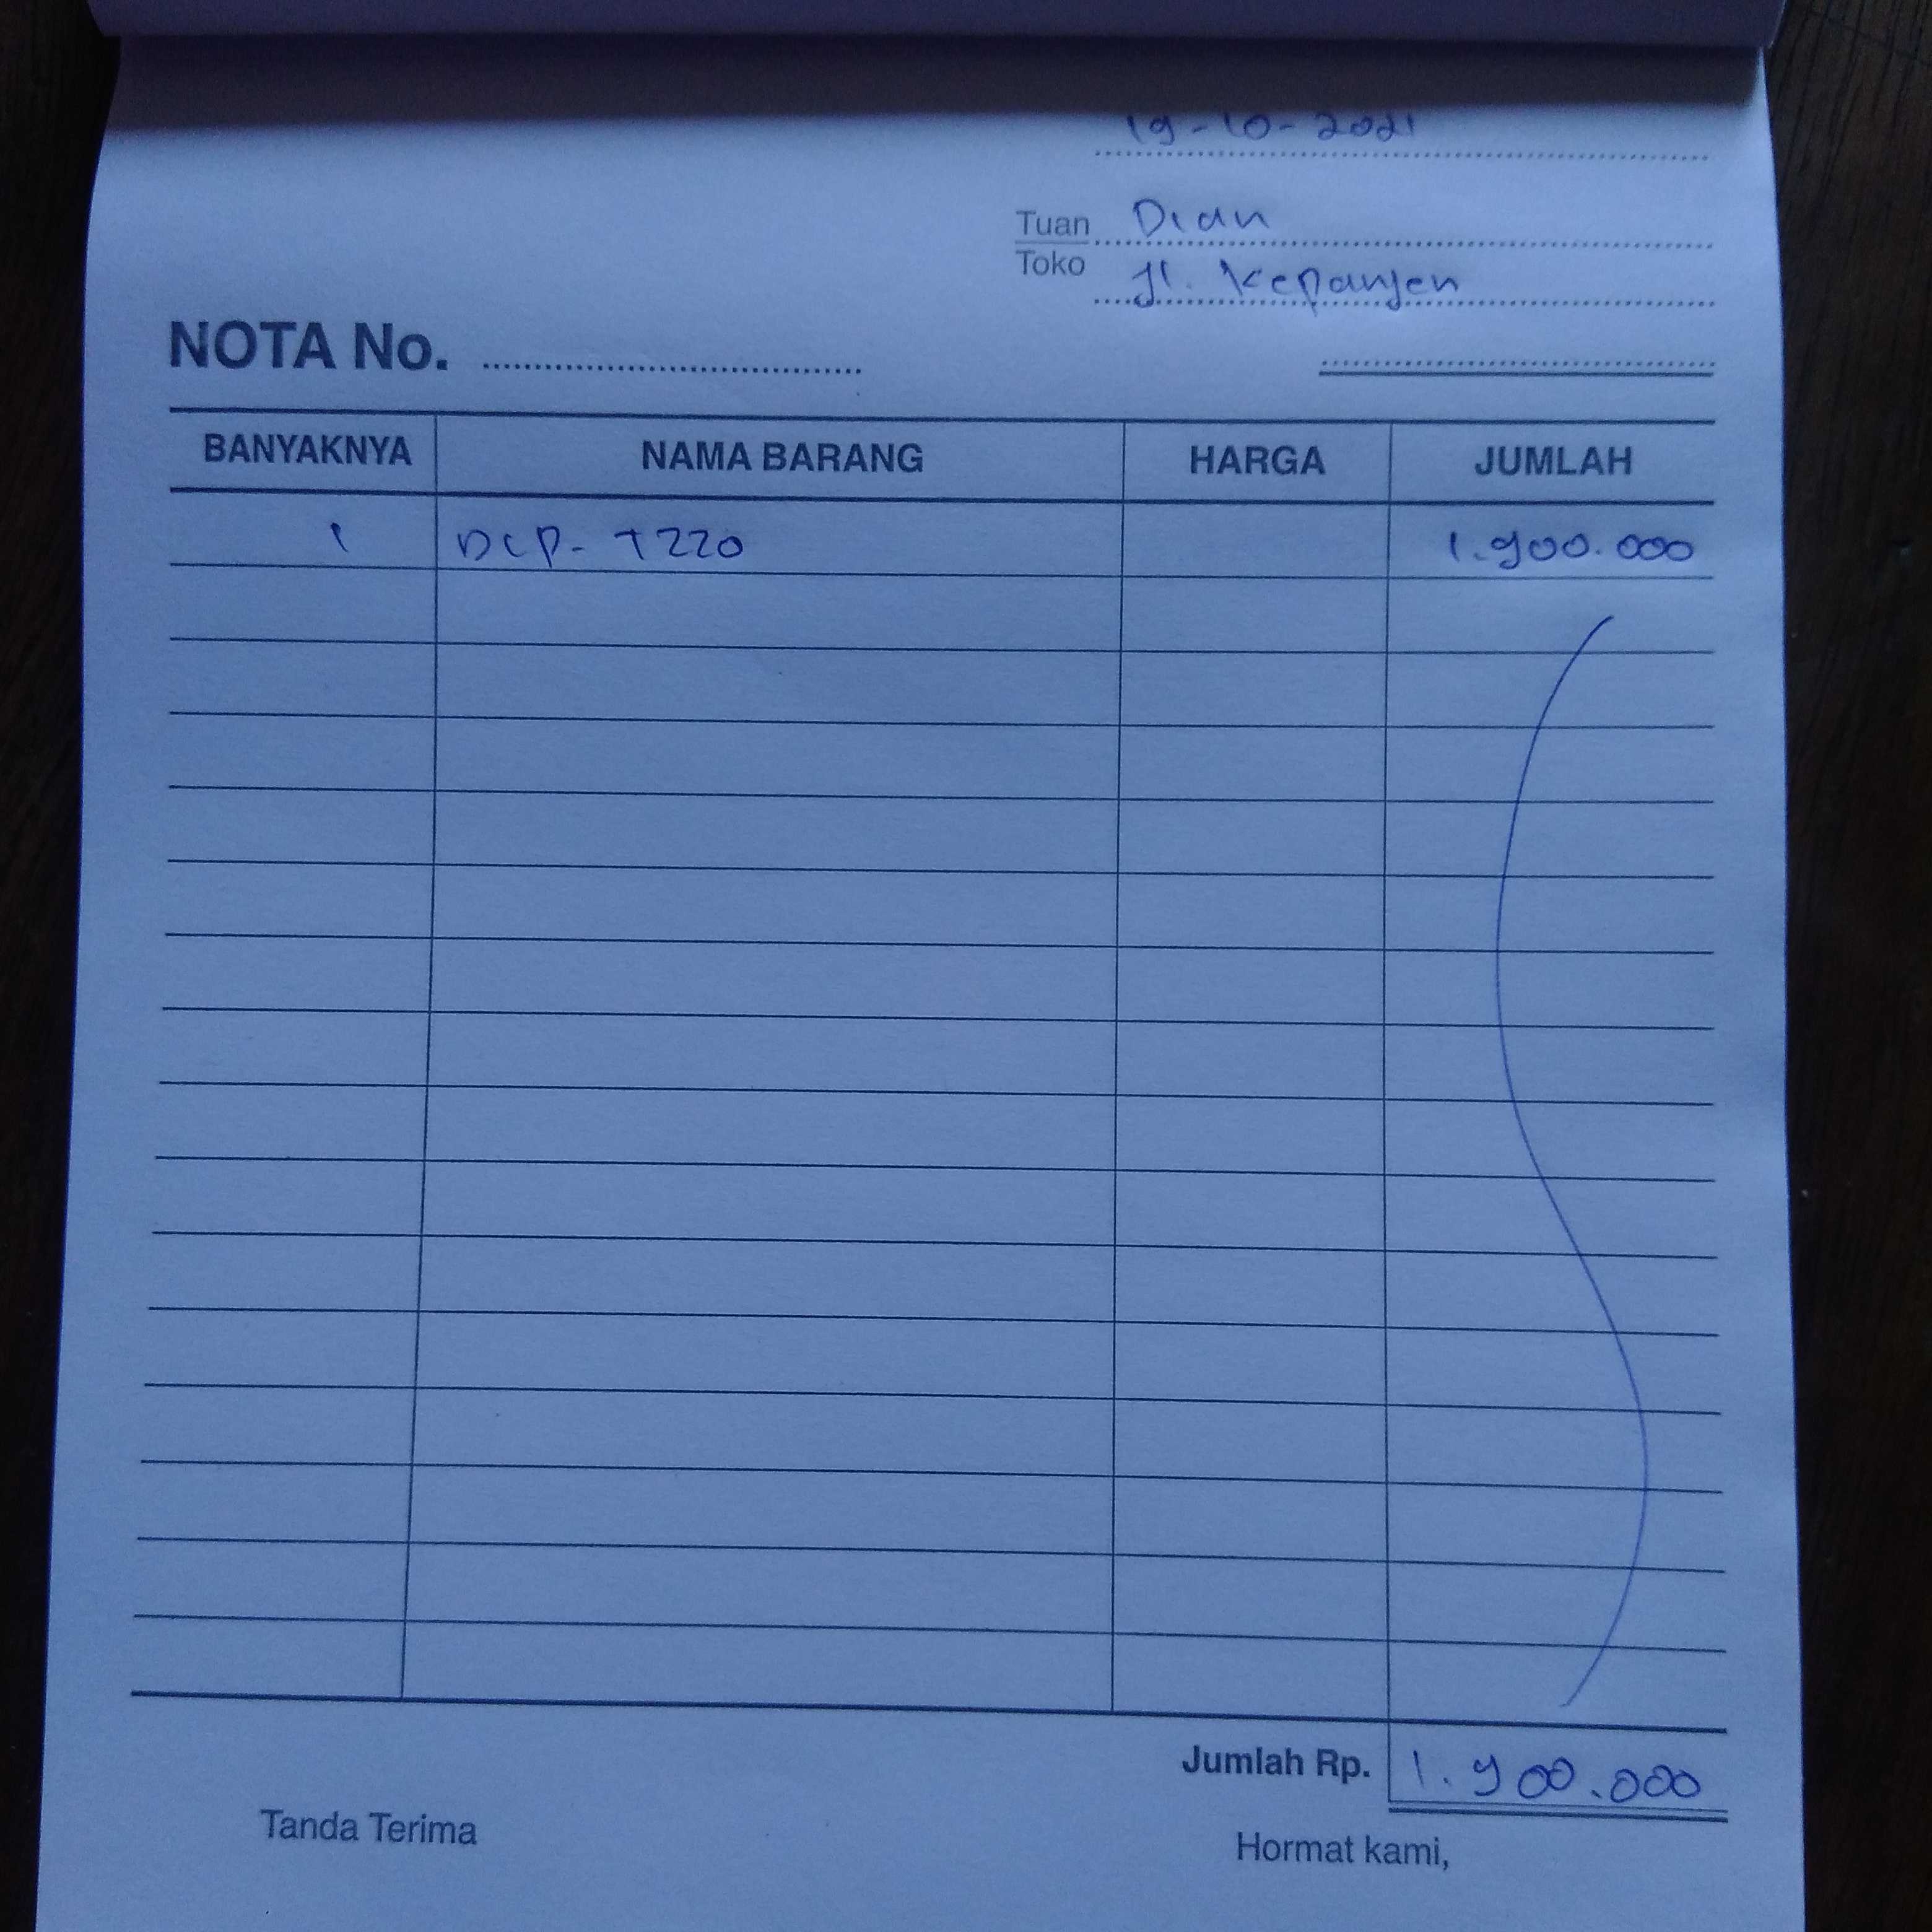 19-10-2021
Tuan Dian
Toko Jl. Kepanjen
NOTA No.
BANYAKNYA NAMA BARANG HARGA JUMLAH
1 DCP- T220 1.900.000
Jumlah Rp. 1.900.000
Tanda Terima Hormat kami,